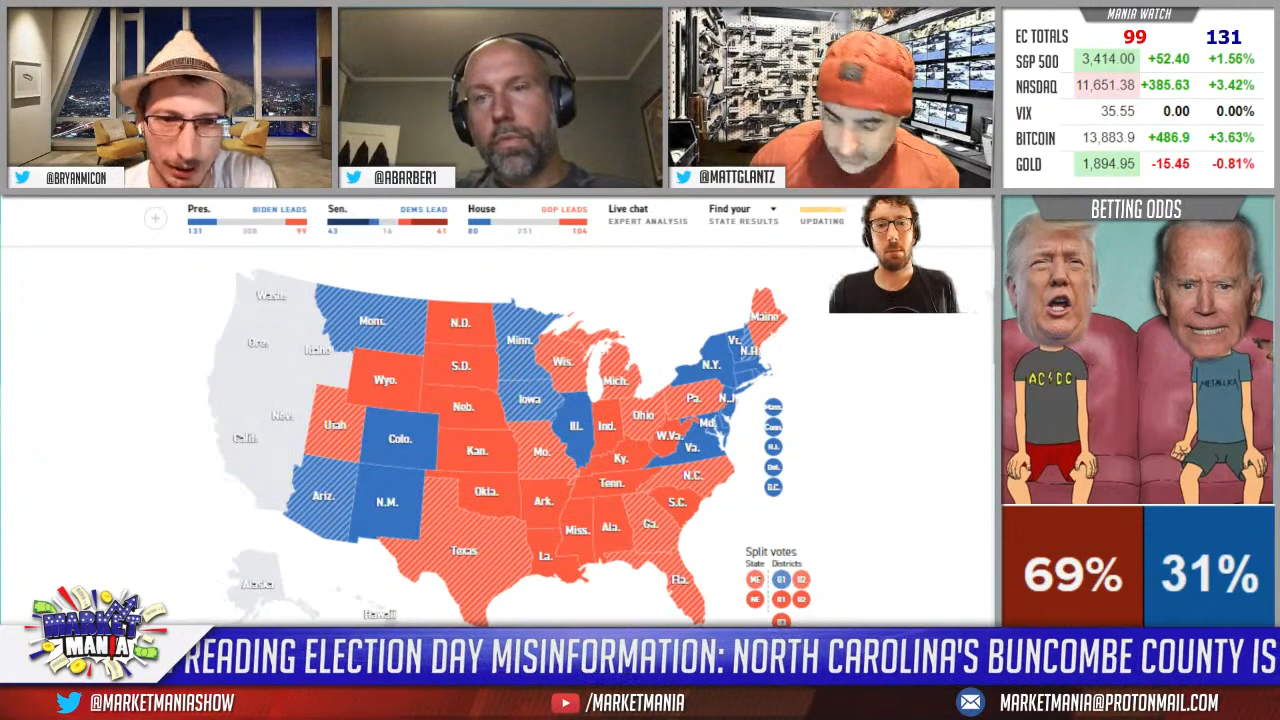 MANIA WATCH
EC TOTALS 99 131
S&P 500 3,414.00 +52.40 +1.56%
NASDAQ 11,651.38 +385.63 +3.42%
VIX 35.55 0.00 0.00%
BITCOIN 13,883.9 +486.9 +3.63%
GOLD 1,894.95 -15.45 -0.81%
@BRYANMICON
@ABARBER1
@MATTGLANTZ
Pres. BIDEN LEADS
131 308 99
Sen. DEMS LEAD
43 16 41
House GOP LEADS
80 251 104
Live chat
EXPERT ANALYSIS
Find your
STATE RESULTS
UPDATING
BETTING ODDS
AC/DC
METALLICA
69% 31%
Wash.
Mont.
N.D.
Minn.
Maine
Ore.
Idaho
Vt.
N.H.
Wyo.
S.D.
Wis.
Mich.
N.Y.
Nev.
Utah
Neb.
Iowa
Pa.
N.J.
Calif.
Colo.
Kan.
Mo.
Ill.
Ind.
Ohio
W.Va.
Md.
Va.
Ky.
Mass.
Conn.
R.I.
Del.
D.C.
Ariz.
N.M.
Okla.
Ark.
Tenn.
N.C.
S.C.
Texas
La.
Miss.
Ala.
Ga.
Fla.
Alaska
Hawaii
Split votes
State Districts
ME 01 02
NE 01 02
03
MARKET
MANIA
READING ELECTION DAY MISINFORMATION: NORTH CAROLINA'S BUNCOMBE COUNTY IS
@MARKETMANIASHOW
/MARKETMANIA
MARKETMANIA@PROTONMAIL.COM